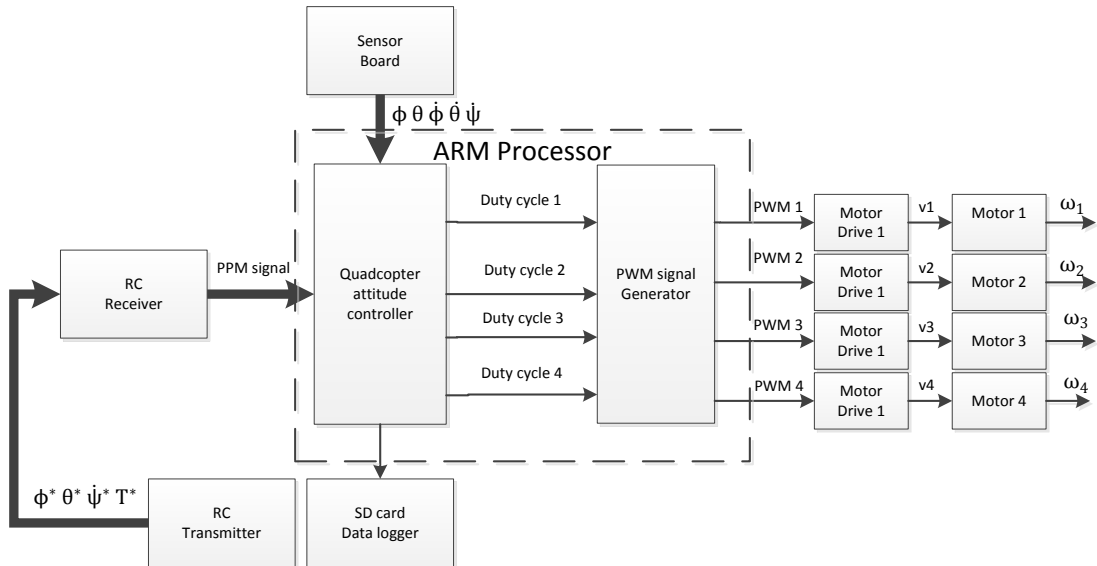 Sensor
Board
ϕ θ ϕ̇ θ̇ ψ̇
ARM Processor
Duty cycle 1
Duty cycle 2
Duty cycle 3
Duty cycle 4
Quadcopter
attitude
controller
PWM signal
Generator
PPM signal
RC
Receiver
PWM 1
PWM 2
PWM 3
PWM 4
Motor
Drive 1
Motor
Drive 1
Motor
Drive 1
Motor
Drive 1
v1
v2
v3
v4
Motor 1
Motor 2
Motor 3
Motor 4
ω₁
ω₂
ω₃
ω₄
ϕ* θ* ψ̇* T*
RC
Transmitter
SD card
Data logger